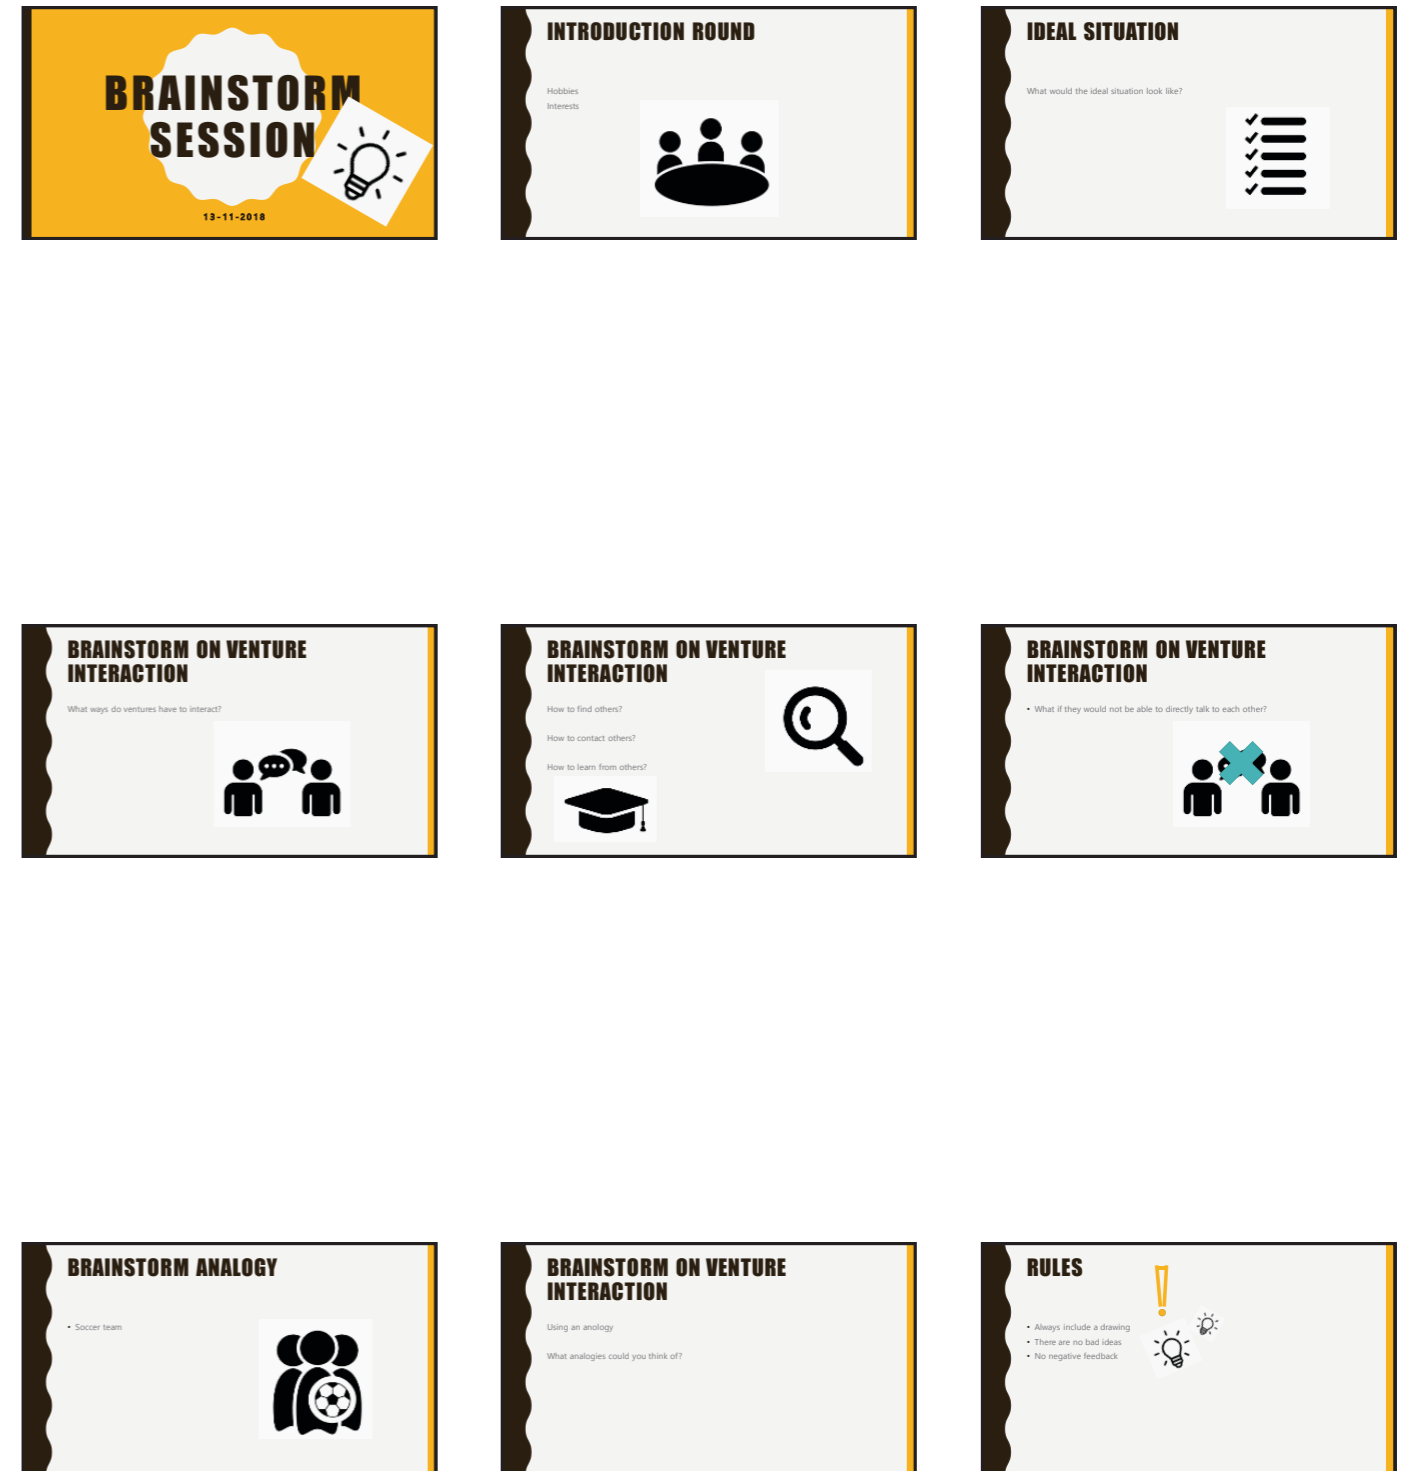 BRAINSTORM
SESSION
13-11-2018
INTRODUCTION ROUND
Hobbies
Interests
IDEAL SITUATION
What would the ideal situation look like?
BRAINSTORM ON VENTURE
INTERACTION
What ways do ventures have to interact?
BRAINSTORM ON VENTURE
INTERACTION
How to find others?
How to contact others?
How to learn from others?
BRAINSTORM ON VENTURE
INTERACTION
• What if they would not be able to directly talk to each other?
BRAINSTORM ANALOGY
• Soccer team
BRAINSTORM ON VENTURE
INTERACTION
Using an anology
What analogies could you think of?
RULES
• Always include a drawing
• There are no bad ideas
• No negative feedback